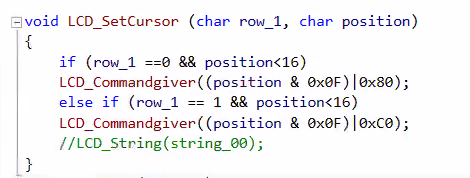 void LCD_SetCursor (char row_1, char position)
{
if (row_1 ==0 && position<16)
LCD_Commandgiver((position & 0x0F)|0x80);
else if (row_1 == 1 && position<16)
LCD_Commandgiver((position & 0x0F)|0xC0);
//LCD_String(string_00);
}